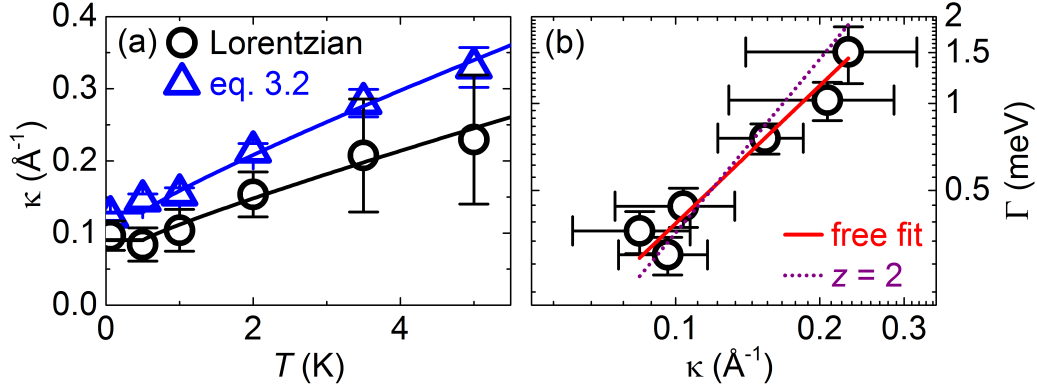 (a)
Lorentzian
eq. 3.2
0.4
0.3
0.2
0.1
0.0
κ (Å⁻¹)
0
2
4
T (K)
(b)
2
1.5
1
0.5
Γ (meV)
free fit
z = 2
0.1
0.2
0.3
κ (Å⁻¹)